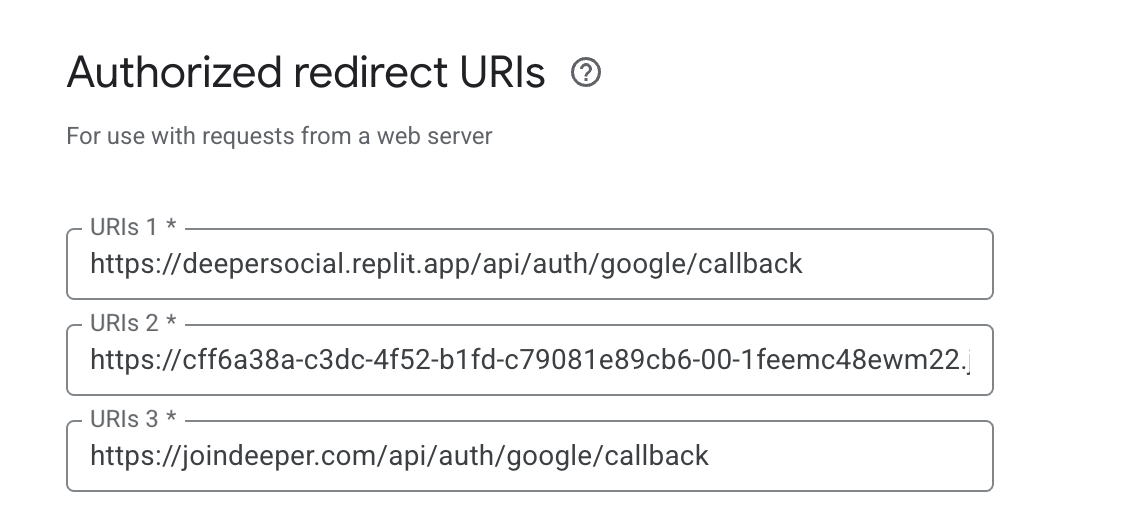 Authorized redirect URIs
For use with requests from a web server
URIs 1 *
https://deepersocial.replit.app/api/auth/google/callback
URIs 2 *
https://cff6a38a-c3dc-4f52-b1fd-c79081e89cb6-00-1feemc48ewm22.j
URIs 3 *
https://joindeeper.com/api/auth/google/callback